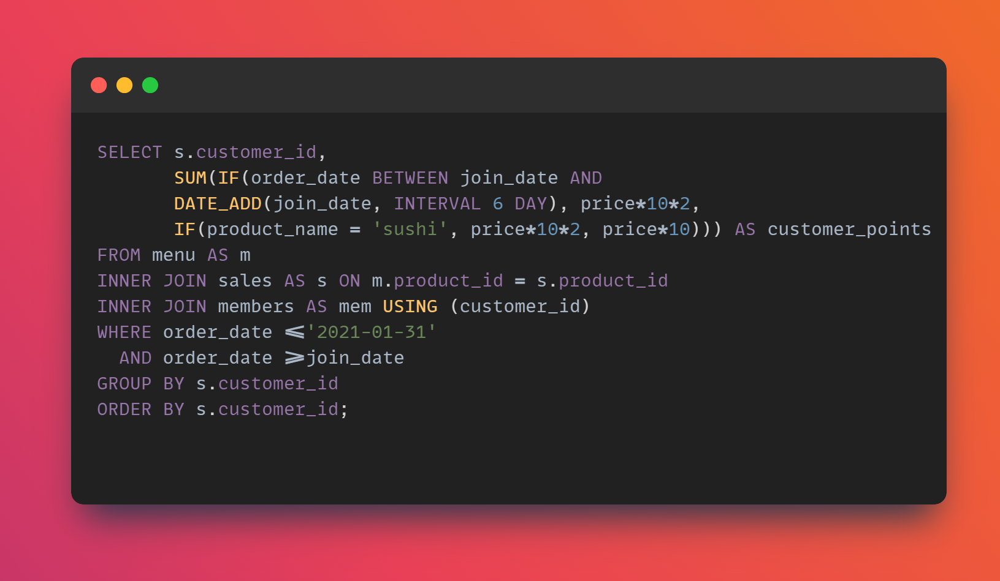 SELECT s.customer_id,
       SUM(IF(order_date BETWEEN join_date AND
       DATE_ADD(join_date, INTERVAL 6 DAY), price*10*2,
       IF(product_name = 'sushi', price*10*2, price*10))) AS customer_points
FROM menu AS m
INNER JOIN sales AS s ON m.product_id = s.product_id
INNER JOIN members AS mem USING (customer_id)
WHERE order_date <='2021-01-31'
  AND order_date >=join_date
GROUP BY s.customer_id
ORDER BY s.customer_id;